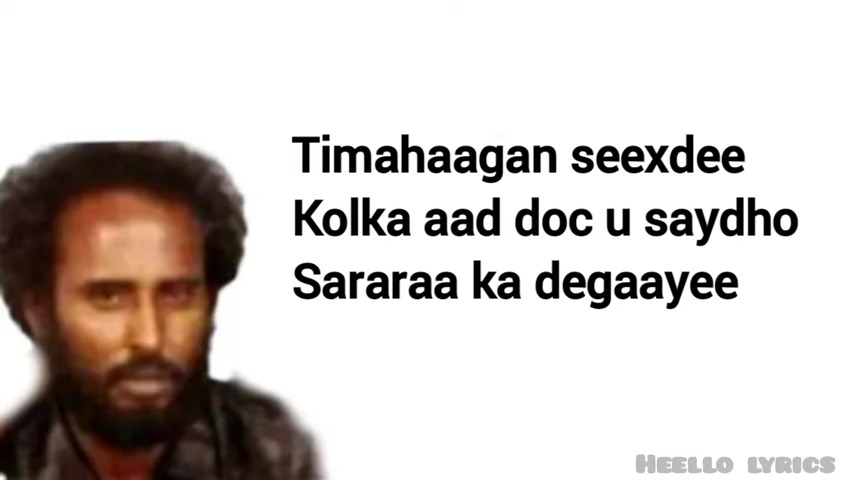 Timahaagan seexdee
Kolka aad doc u saydho
Sararaa ka degaayee
Heello lyrics